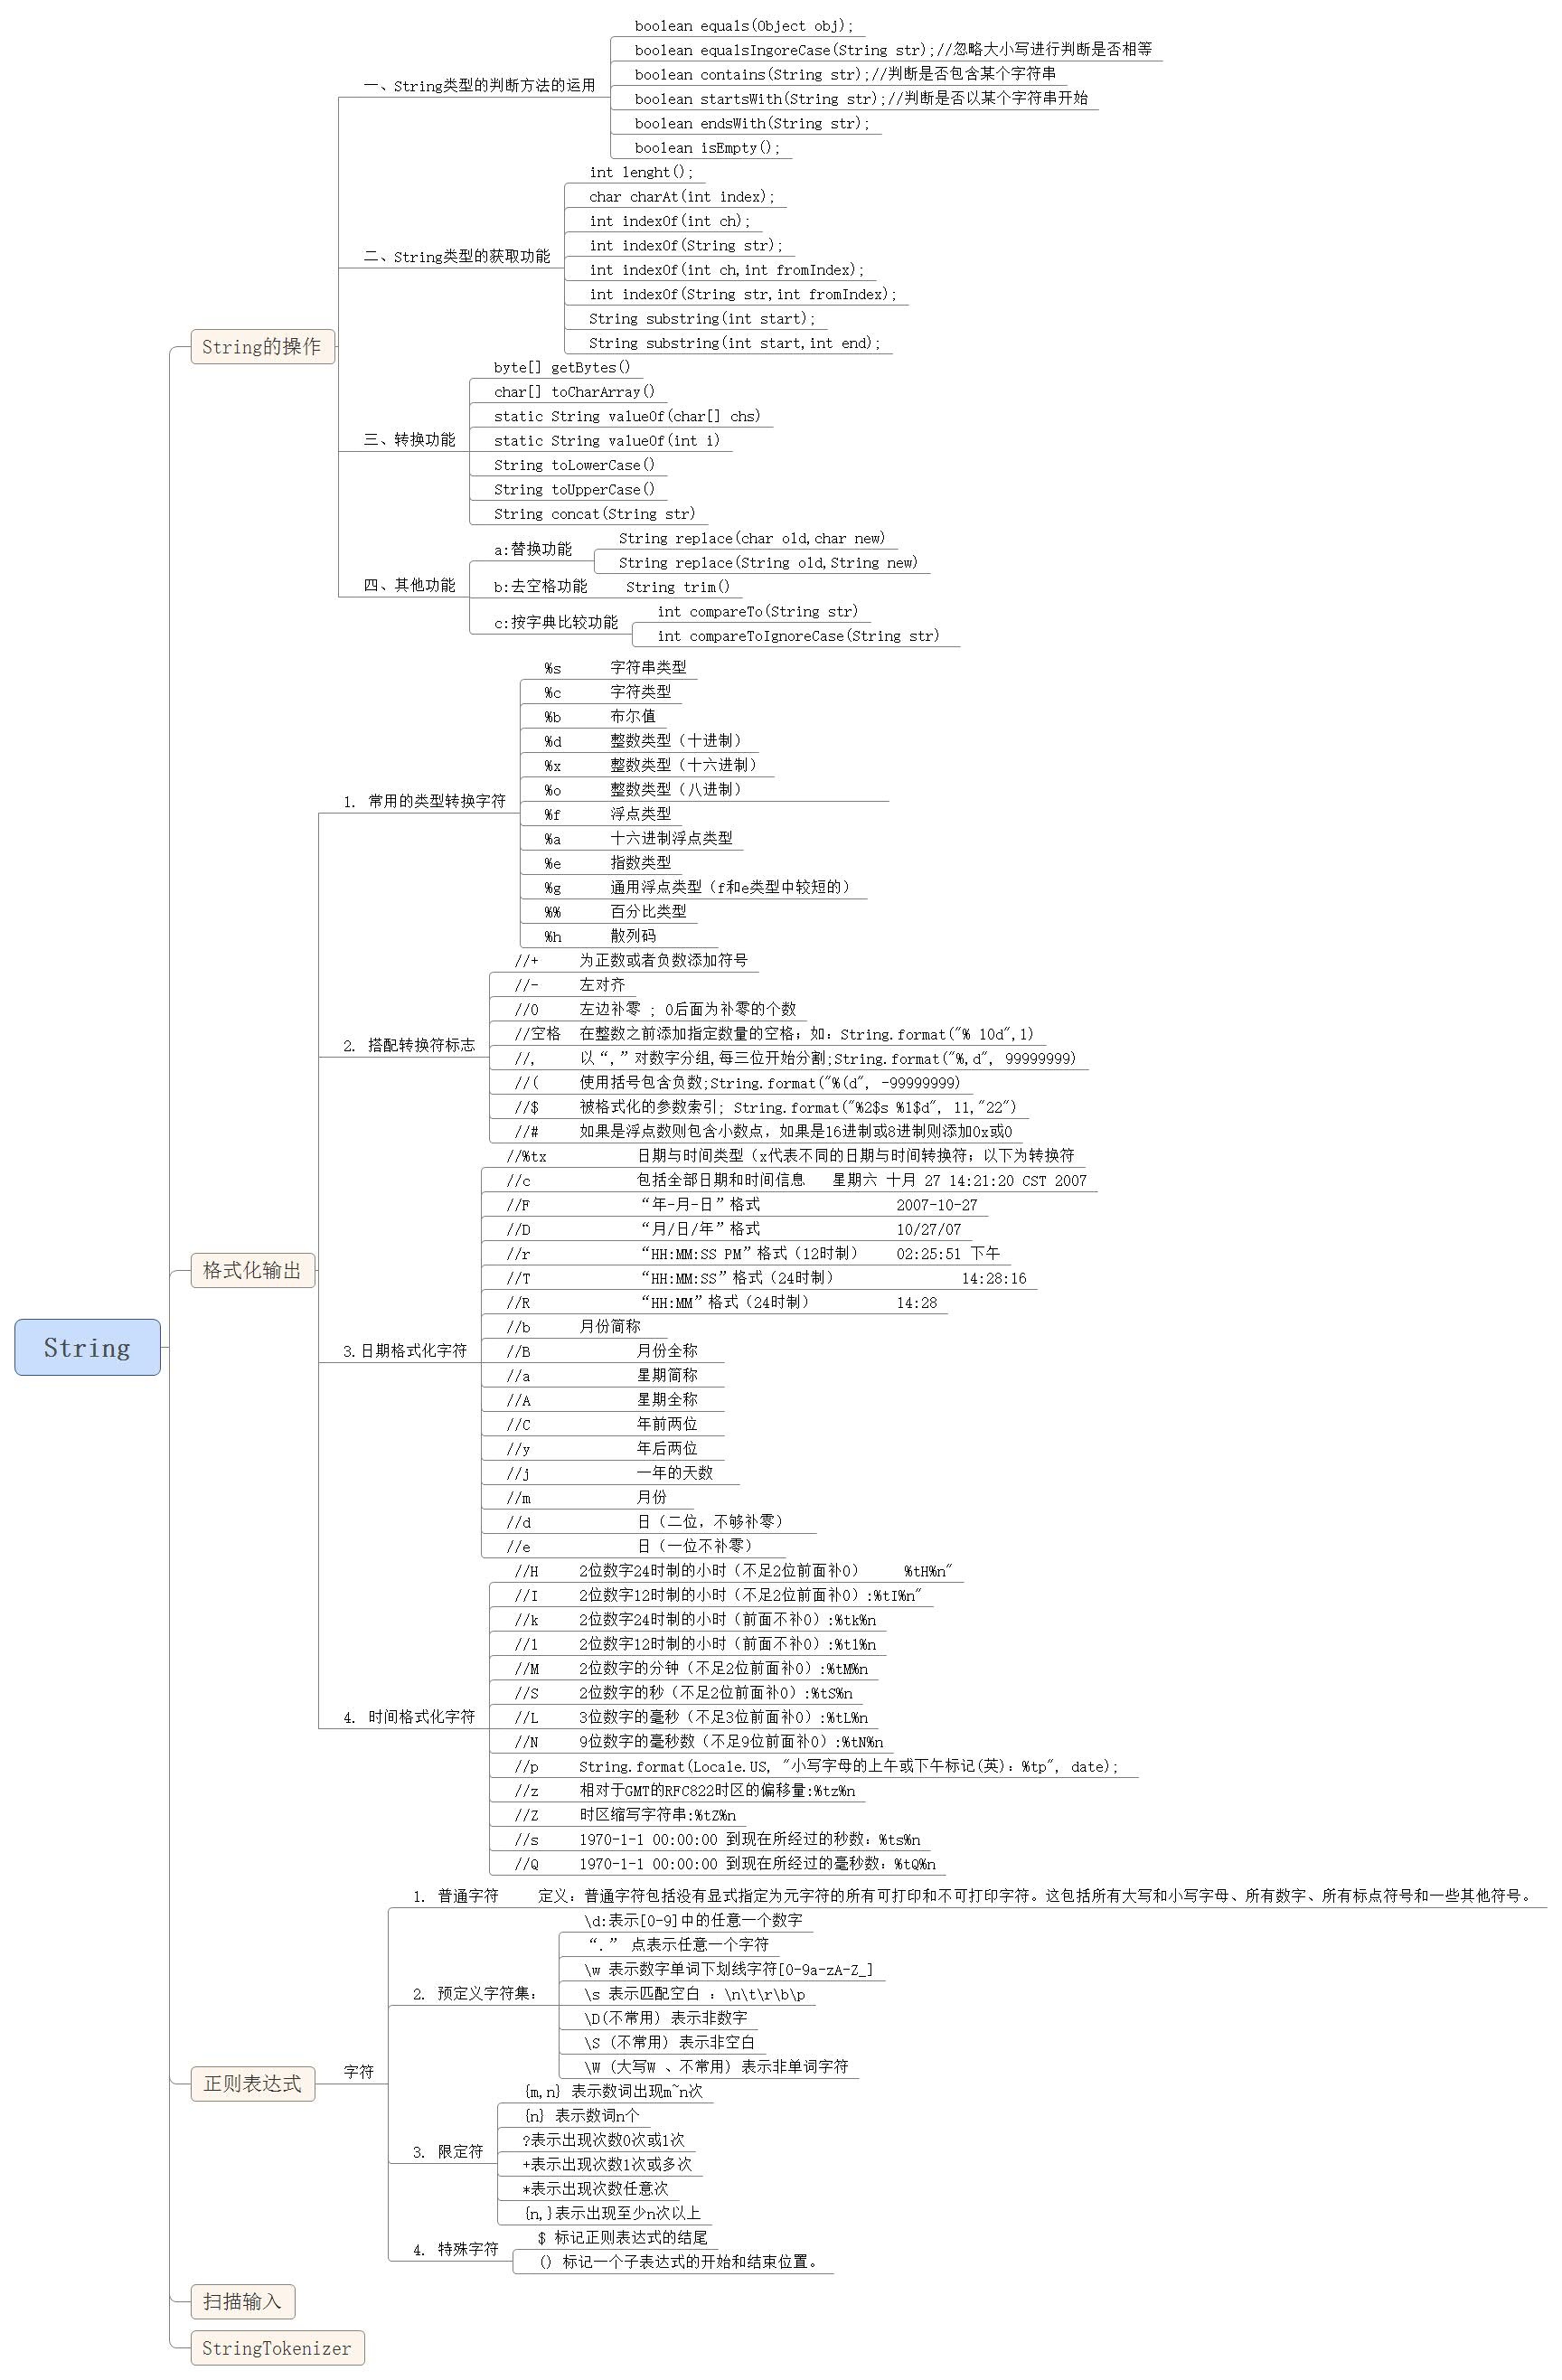 String
String的操作
一、String类型的判断方法的运用
boolean equals(Object obj);
boolean equalsIngoreCase(String str);//忽略大小写进行判断是否相等
boolean contains(String str);//判断是否包含某个字符串
boolean startsWith(String str);//判断是否以某个字符串开始
boolean endsWith(String str);
boolean isEmpty();
二、String类型的获取功能
int lenght();
char charAt(int index);
int indexOf(int ch);
int indexOf(String str);
int indexOf(int ch,int fromIndex);
int indexOf(String str,int fromIndex);
String substring(int start);
String substring(int start,int end);
三、转换功能
byte[] getBytes()
char[] toCharArray()
static String valueOf(char[] chs)
static String valueOf(int i)
String toLowerCase()
String toUpperCase()
String concat(String str)
四、其他功能
a:替换功能
String replace(char old,char new)
String replace(String old,String new)
b:去空格功能
String trim()
c:按字典比较功能
int compareTo(String str)
int compareToIgnoreCase(String str)
格式化输出
1. 常用的类型转换字符
%s 字符串类型
%c 字符类型
%b 布尔值
%d 整数类型（十进制）
%x 整数类型（十六进制）
%o 整数类型（八进制）
%f 浮点类型
%a 十六进制浮点类型
%e 指数类型
%g 通用浮点类型（f和e类型中较短的）
%% 百分比类型
%h 散列码
2. 搭配转换符标志
//+ 为正数或者负数添加符号
//- 左对齐
//0 左边补零 ; 0后面为补零的个数
//空格 在整数之前添加指定数量的空格；如：String.format("% 10d",1)
//, 以“,”对数字分组,每三位开始分割;String.format("%,d", 99999999)
//( 使用括号包含负数;String.format("%(d", -99999999)
//$ 被格式化的参数索引; String.format("%2$s %1$d", 11,"22")
//# 如果是浮点数则包含小数点，如果是16进制或8进制则添加0x或0
3.日期格式化字符
//%tx 日期与时间类型（x代表不同的日期与时间转换符；以下为转换符
//c 包括全部日期和时间信息 星期六 十月 27 14:21:20 CST 2007
//F “年-月-日”格式 2007-10-27
//D “月/日/年”格式 10/27/07
//r “HH:MM:SS PM”格式（12时制） 02:25:51 下午
//T “HH:MM:SS”格式（24时制） 14:28:16
//R “HH:MM”格式（24时制） 14:28
//b 月份简称
//B 月份全称
//a 星期简称
//A 星期全称
//C 年前两位
//y 年后两位
//j 一年的天数
//m 月份
//d 日（二位，不够补零）
//e 日（一位不补零）
4. 时间格式化字符
//H 2位数字24时制的小时（不足2位前面补0） %tH%n"
//I 2位数字12时制的小时（不足2位前面补0）:%tI%n"
//k 2位数字24时制的小时（前面不补0）:%tk%n
//l 2位数字12时制的小时（前面不补0）:%tl%n
//M 2位数字的分钟（不足2位前面补0）:%tM%n
//S 2位数字的秒（不足2位前面补0）:%tS%n
//L 3位数字的毫秒（不足3位前面补0）:%tL%n
//N 9位数字的毫秒数（不足9位前面补0）:%tN%n
//p String.format(Locale.US, "小写字母的上午或下午标记(英)：%tp", date);
//z 相对于GMT的RFC822时区的偏移量:%tz%n
//Z 时区缩写字符串:%tZ%n
//s 1970-1-1 00:00:00 到现在所经过的秒数：%ts%n
//Q 1970-1-1 00:00:00 到现在所经过的毫秒数：%tQ%n
正则表达式
字符
1. 普通字符
定义：普通字符包括没有显式指定为元字符的所有可打印和不可打印字符。这包括所有大写和小写字母、所有数字、所有标点符号和一些其他符号。
2. 预定义字符集：
\d:表示[0-9]中的任意一个数字
“.” 点表示任意一个字符
\w 表示数字单词下划线字符[0-9a-zA-Z_]
\s 表示匹配空白 ：\n\t\r\b\p
\D(不常用) 表示非数字
\S (不常用) 表示非空白
\W (大写W 、不常用) 表示非单词字符
3. 限定符
{m,n} 表示数词出现m~n次
{n} 表示数词n个
?表示出现次数0次或1次
+表示出现次数1次或多次
*表示出现次数任意次
{n,}表示出现至少n次以上
4. 特殊字符
$ 标记正则表达式的结尾
() 标记一个子表达式的开始和结束位置。
扫描输入
StringTokenizer